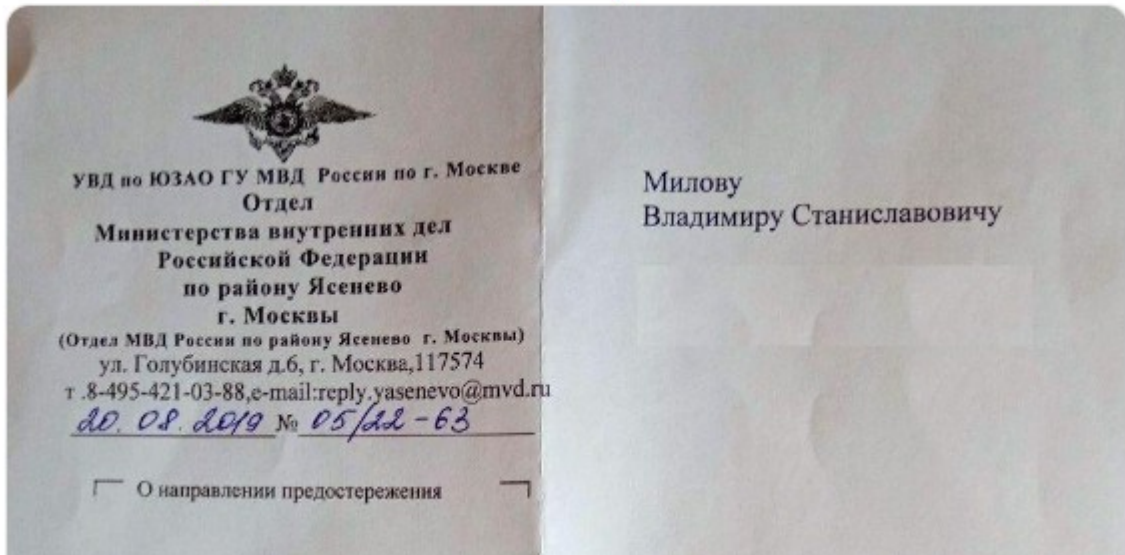 УВД по ЮЗАО ГУ МВД России по г. Москве
Отдел
Министерства внутренних дел
Российской Федерации
по району Ясенево
г. Москвы
(Отдел МВД России по району Ясенево г. Москвы)
ул. Голубинская д.6, г. Москва,117574
т .8-495-421-03-88,e-mail:reply.yasenevo@mvd.ru
20. 08. 2019 № 05/22-63
О направлении предостережения
Милову
Владимиру Станиславовичу